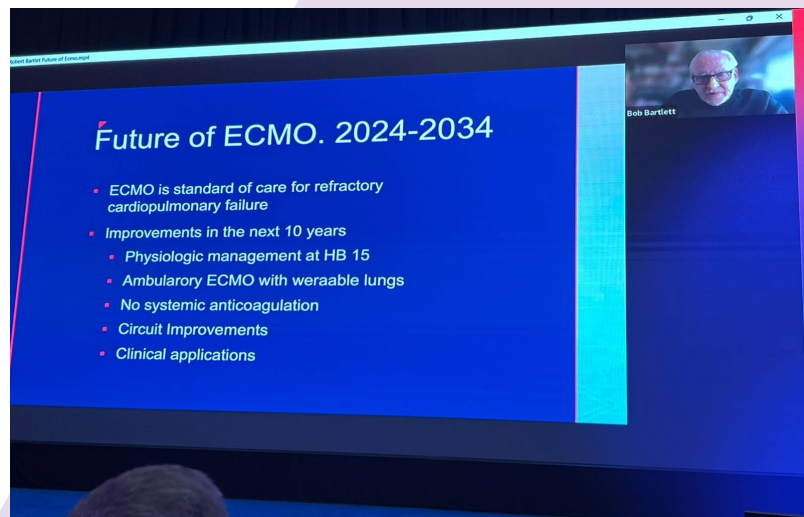 Robert Bartlet Future of Ecmo.mp4
Bob Bartlett
Future of ECMO. 2024-2034
ECMO is standard of care for refractory
cardiopulmonary failure
Improvements in the next 10 years
Physiologic management at HB 15
Ambularory ECMO with weraable lungs
No systemic anticoagulation
Circuit Improvements
Clinical applications